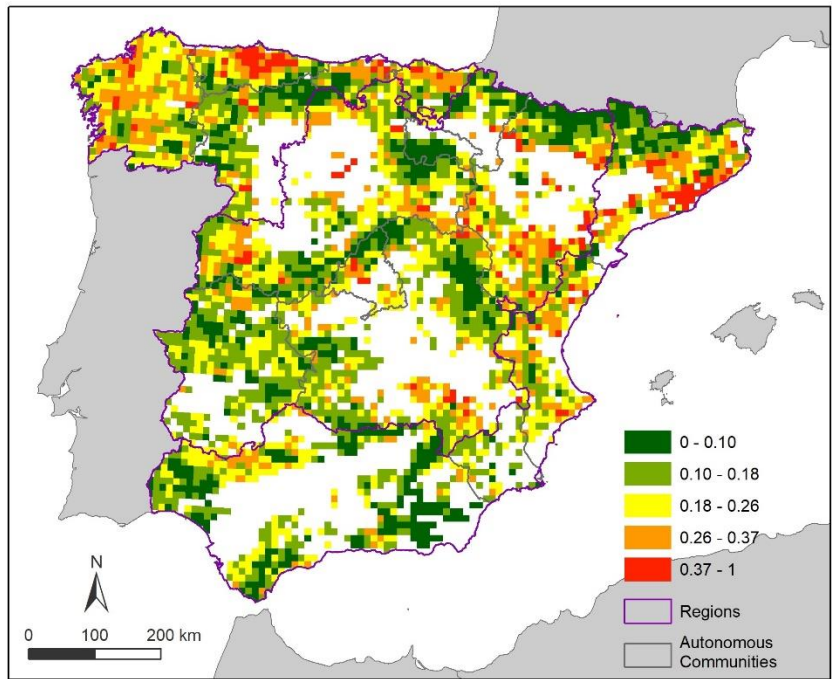 0 - 0.10
0.10 - 0.18
0.18 - 0.26
0.26 - 0.37
0.37 - 1
Regions
Autonomous
Communities
N
0 100 200 km